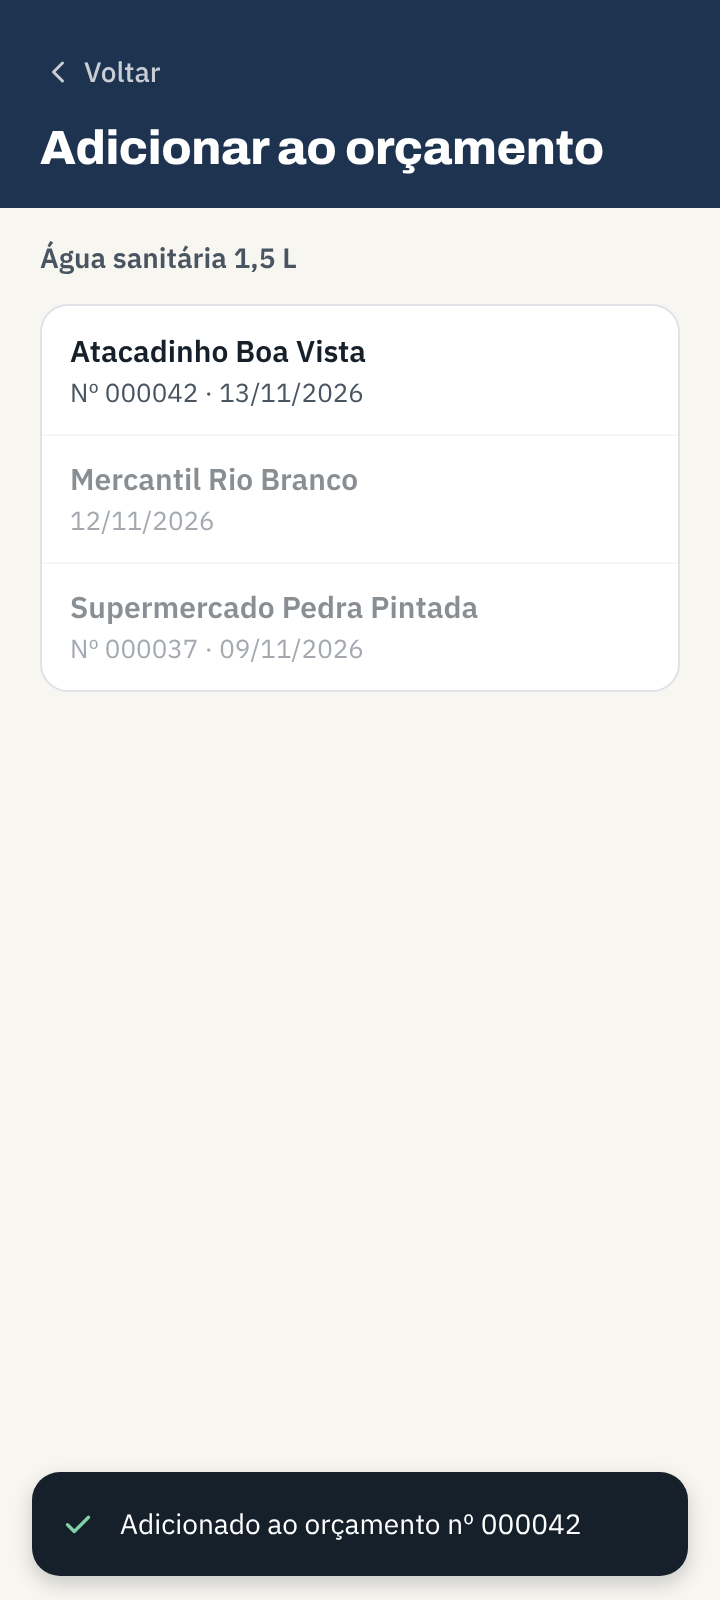 Voltar
Adicionar ao orçamento
Água sanitária 1,5 L
Atacadinho Boa Vista
Nº 000042 · 13/11/2026
Mercantil Rio Branco
12/11/2026
Supermercado Pedra Pintada
Nº 000037 · 09/11/2026
Adicionado ao orçamento nº 000042